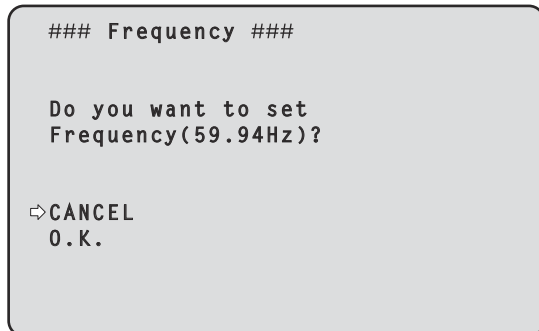 ### Frequency ###
Do you want to set
Frequency(59.94Hz)?
⇨CANCEL
O.K.